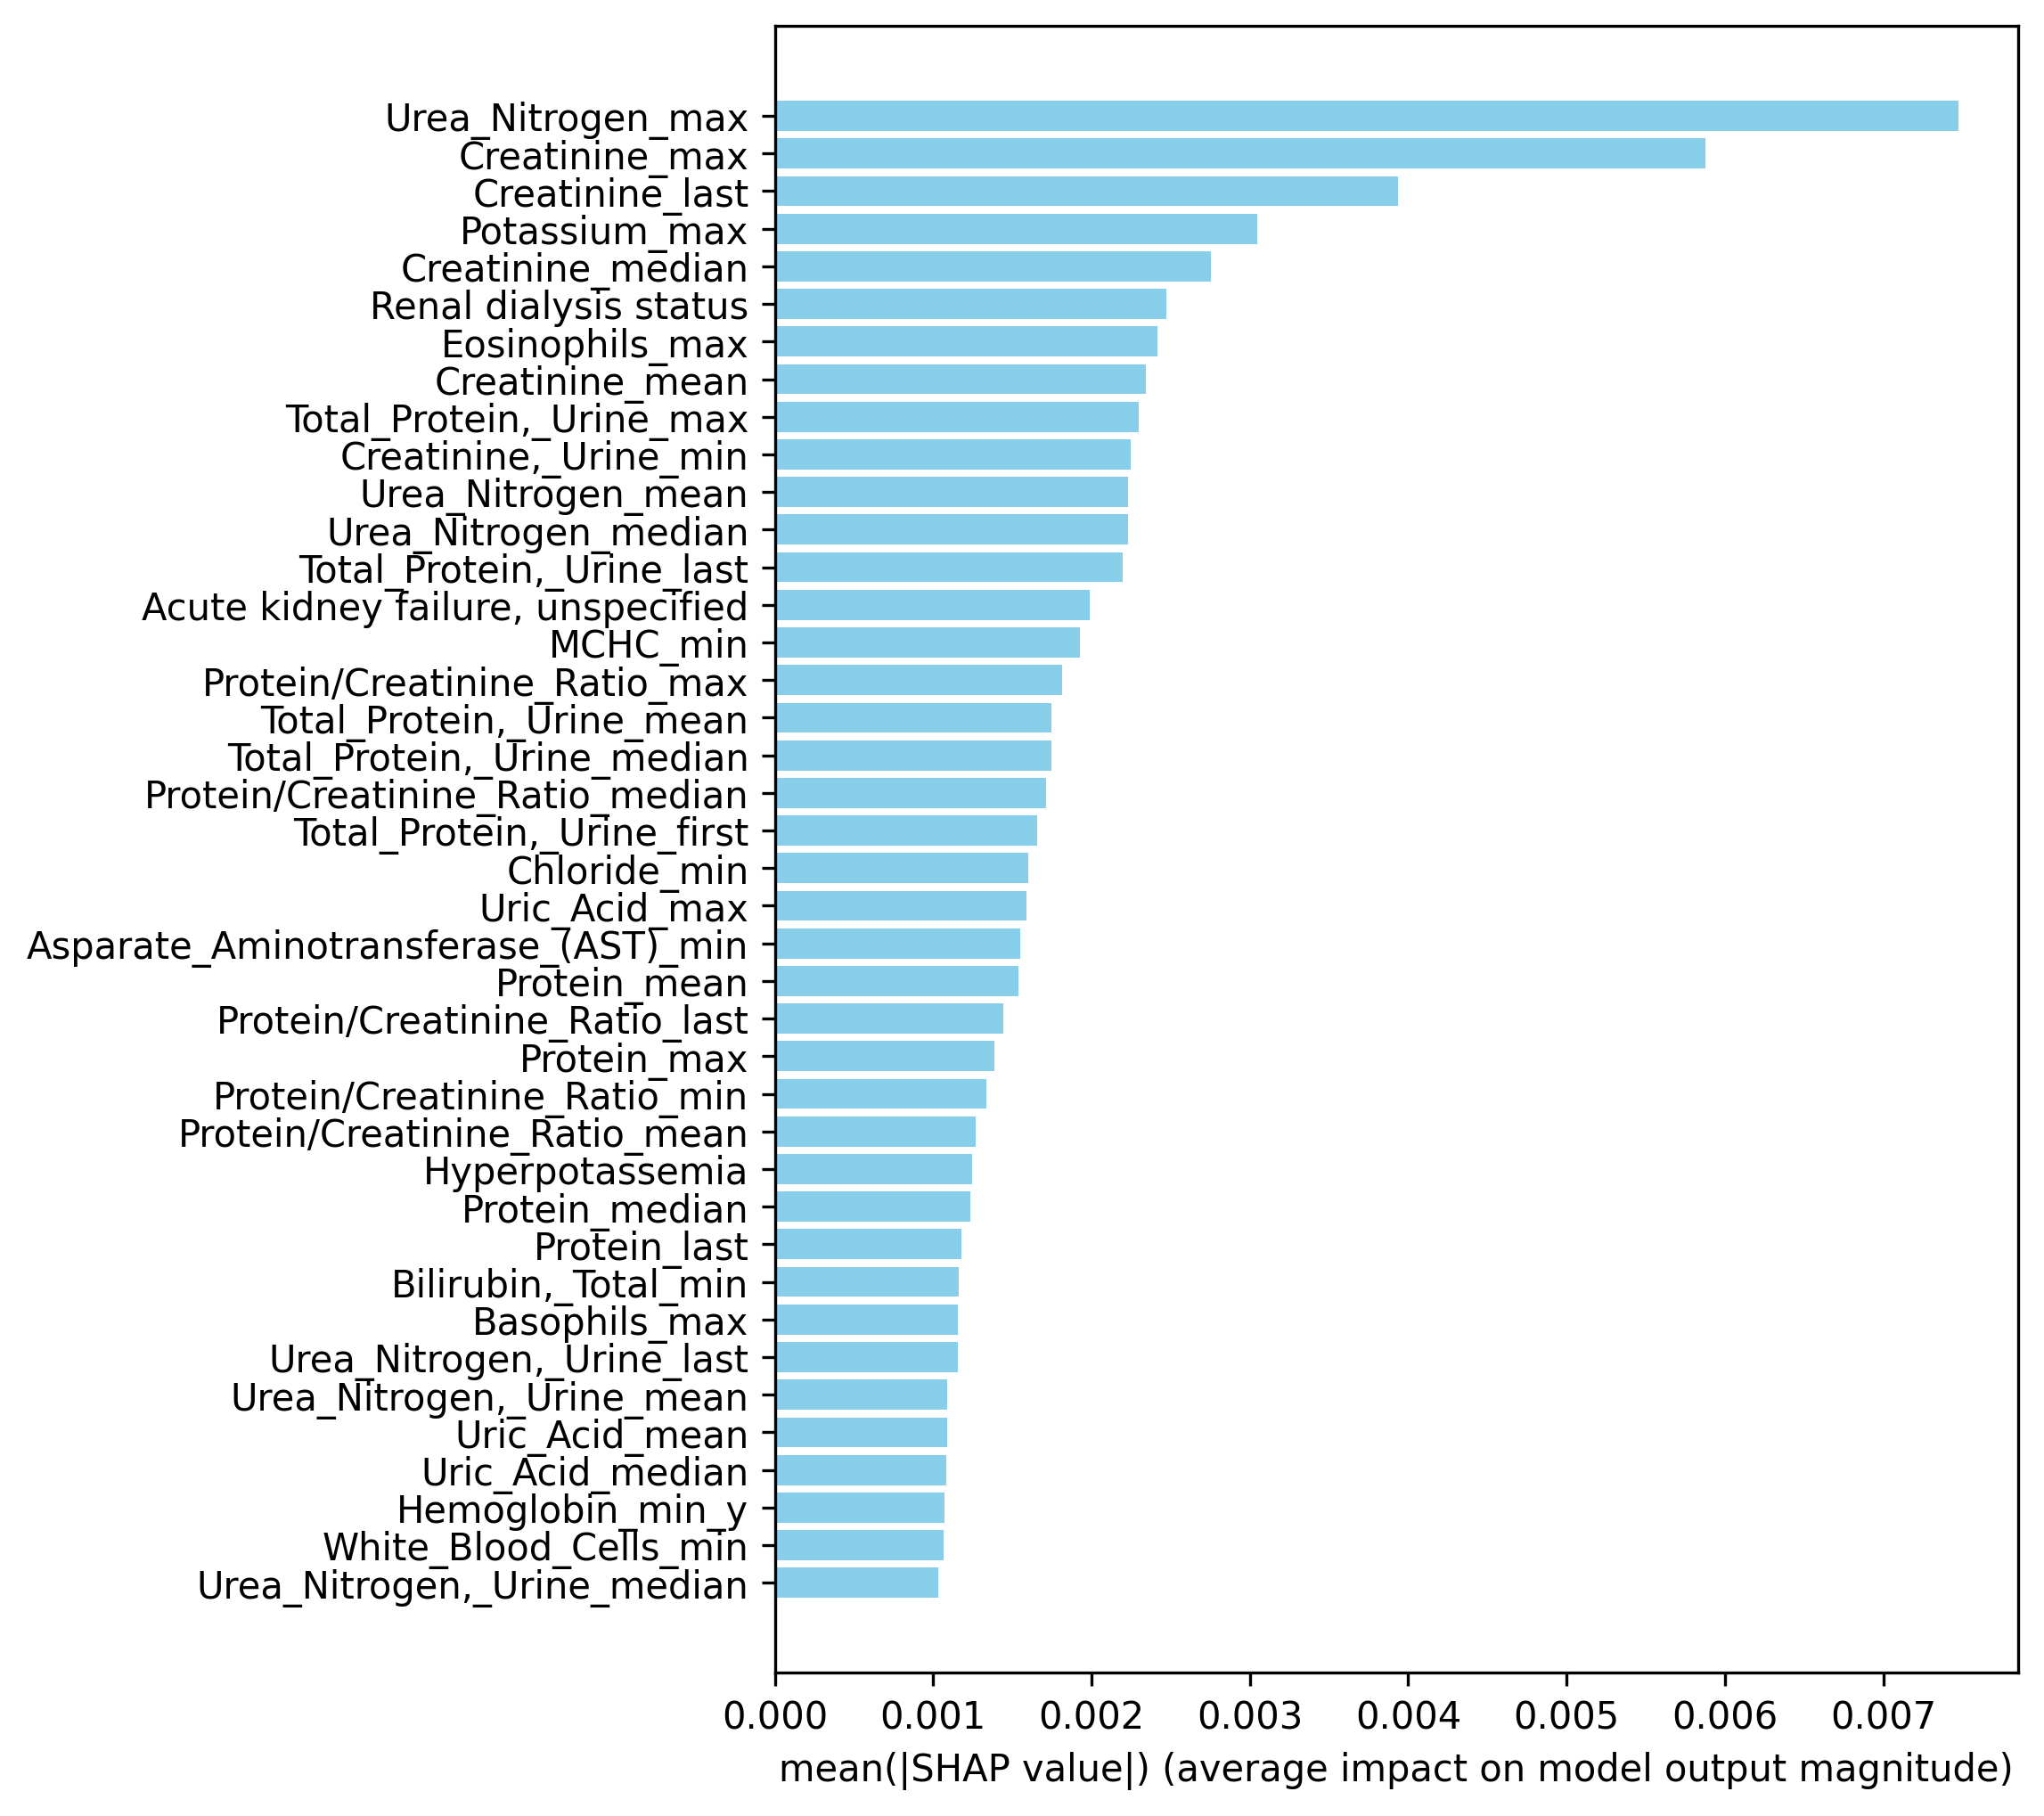 Urea_Nitrogen_max
Creatinine_max
Creatinine_last
Potassium_max
Creatinine_median
Renal dialysis status
Eosinophils_max
Creatinine_mean
Total_Protein,_Urine_max
Creatinine,_Urine_min
Urea_Nitrogen_mean
Urea_Nitrogen_median
Total_Protein,_Urine_last
Acute kidney failure, unspecified
MCHC_min
Protein/Creatinine_Ratio_max
Total_Protein,_Urine_mean
Total_Protein,_Urine_median
Protein/Creatinine_Ratio_median
Total_Protein,_Urine_first
Chloride_min
Uric_Acid_max
Asparate_Aminotransferase_(AST)_min
Protein_mean
Protein/Creatinine_Ratio_last
Protein_max
Protein/Creatinine_Ratio_min
Protein/Creatinine_Ratio_mean
Hyperpotassemia
Protein_median
Protein_last
Bilirubin,_Total_min
Basophils_max
Urea_Nitrogen,_Urine_last
Urea_Nitrogen,_Urine_mean
Uric_Acid_mean
Uric_Acid_median
Hemoglobin_min_y
White_Blood_Cells_min
Urea_Nitrogen,_Urine_median
0.000 0.001 0.002 0.003 0.004 0.005 0.006 0.007
mean(|SHAP value|) (average impact on model output magnitude)